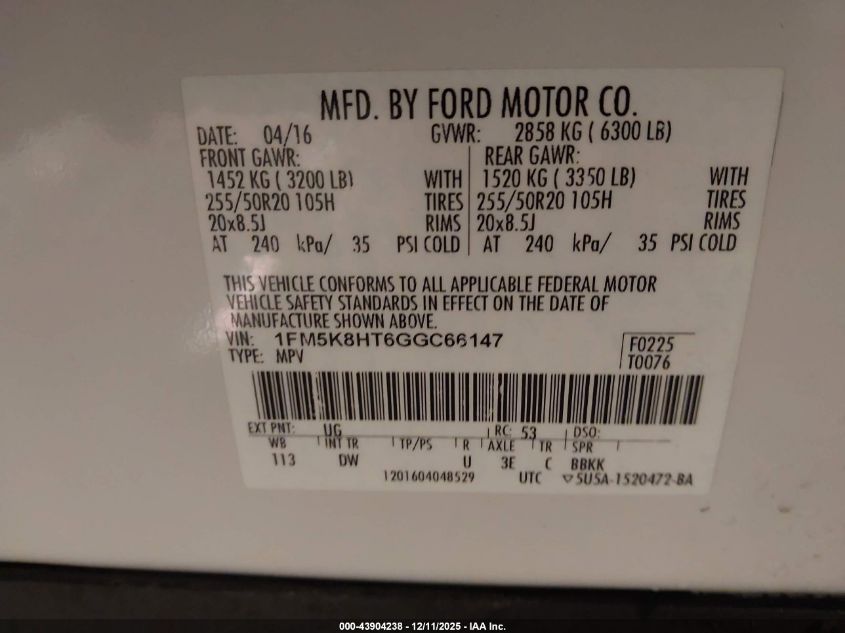 MFD. BY FORD MOTOR CO.
DATE: 04/16 GVWR: 2858 KG ( 6300 LB)
FRONT GAWR: REAR GAWR:
1452 KG ( 3200 LB) WITH 1520 KG ( 3350 LB) WITH
255/50R20 105H TIRES 255/50R20 105H TIRES
20x8.5J RIMS 20x8.5J RIMS
AT 240 kPa/ 35 PSI COLD AT 240 kPa/ 35 PSI COLD
THIS VEHICLE CONFORMS TO ALL APPLICABLE FEDERAL MOTOR
VEHICLE SAFETY STANDARDS IN EFFECT ON THE DATE OF
MANUFACTURE SHOWN ABOVE.
VIN: 1FM5K8HT6GGC66147 F0225
TYPE: MPV T0076
EXT PNT: UG RC: 53 DSO:
WB INT TR TP/PS R AXLE TR SPR
113 DW U 3E C BBKK
1201604048529 UTC ▽5U5A-1520472-BA
000-43904238 - 12/11/2025 - IAA Inc.